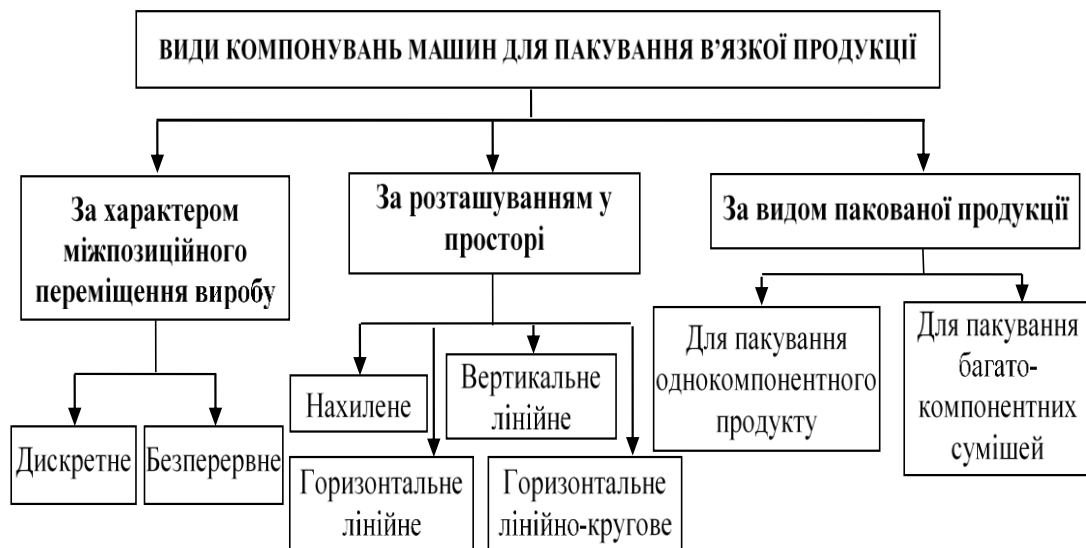 ВИДИ КОМПОНУВАНЬ МАШИН ДЛЯ ПАКУВАННЯ В’ЯЗКОЇ ПРОДУКЦІЇ
За характером
міжпозиційного
переміщення виробу
За розташуванням у
просторі
За видом пакованої продукції
Дискретне
Безперервне
Нахилене
Вертикальне
лінійне
Горизонтальне
лінійне
Горизонтальне
лінійно-кругове
Для пакування
однокомпонентного
продукту
Для пакування
багато-
компонентних
сумішей